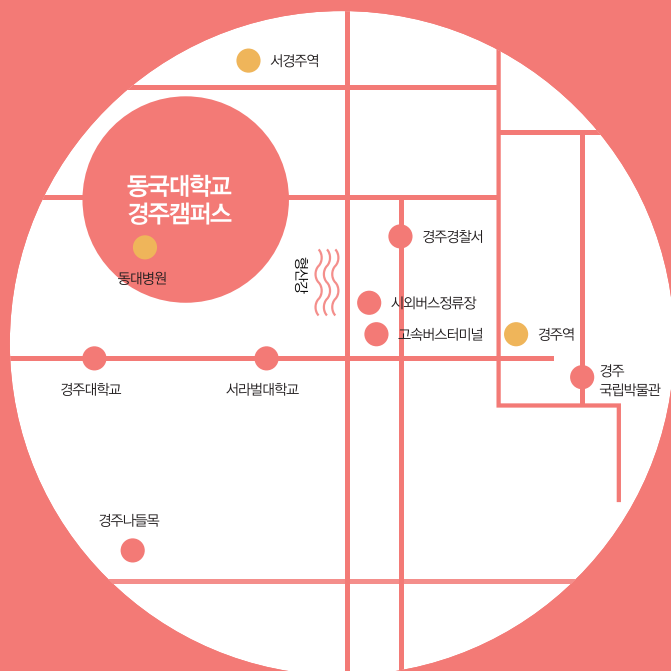 서경주역
동국대학교
경주캠퍼스
동대병원
경주경찰서
형산강
시외버스정류장
고속버스터미널
경주역
경주
국립박물관
경주대학교
서라벌대학교
경주나들목